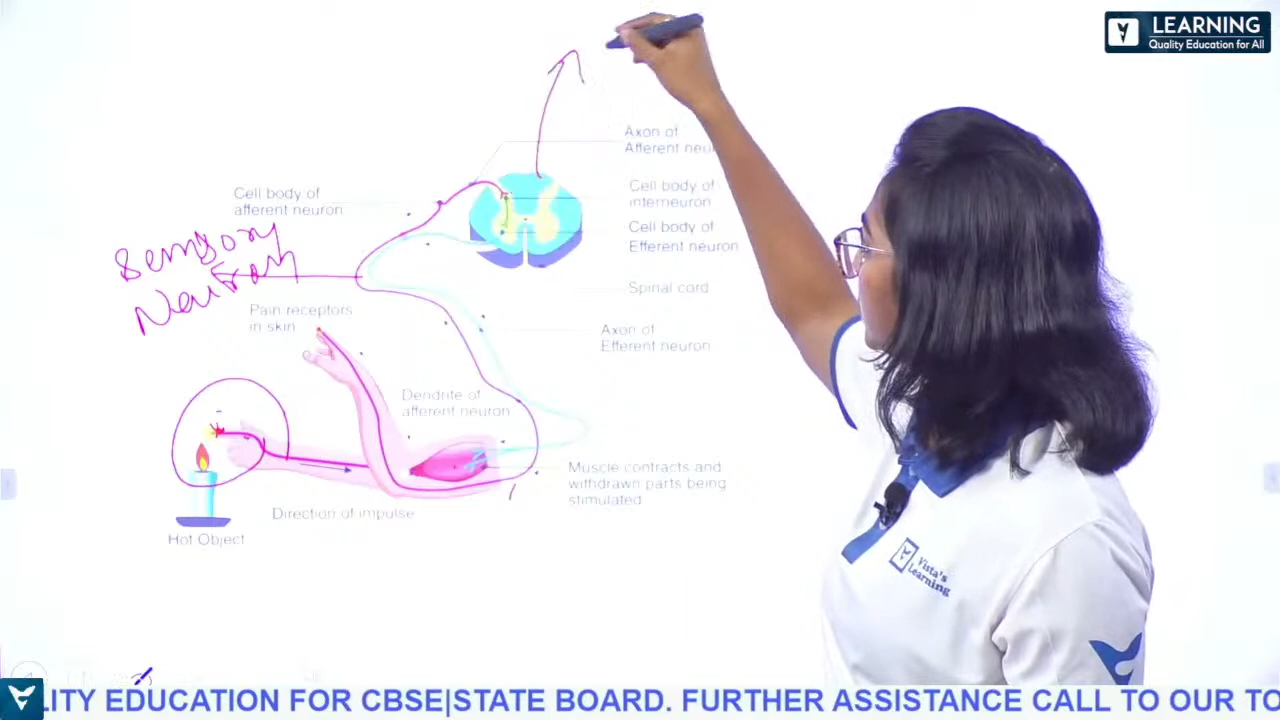 LEARNING
Quality Education for All
Axon of
Afferent neu
Cell body of
afferent neuron
Cell body of
interneuron
Cell body of
Efferent neuron
Sensory
Neuron
Spinal cord
Pain receptors
in skin
Axon of
Efferent neuron
Dendrite of
afferent neuron
Muscle contracts and
withdrawn parts being
stimulated
Direction of impulse
Hot Object
Vista's
Learning
ITY EDUCATION FOR CBSE|STATE BOARD. FURTHER ASSISTANCE CALL TO OUR TO